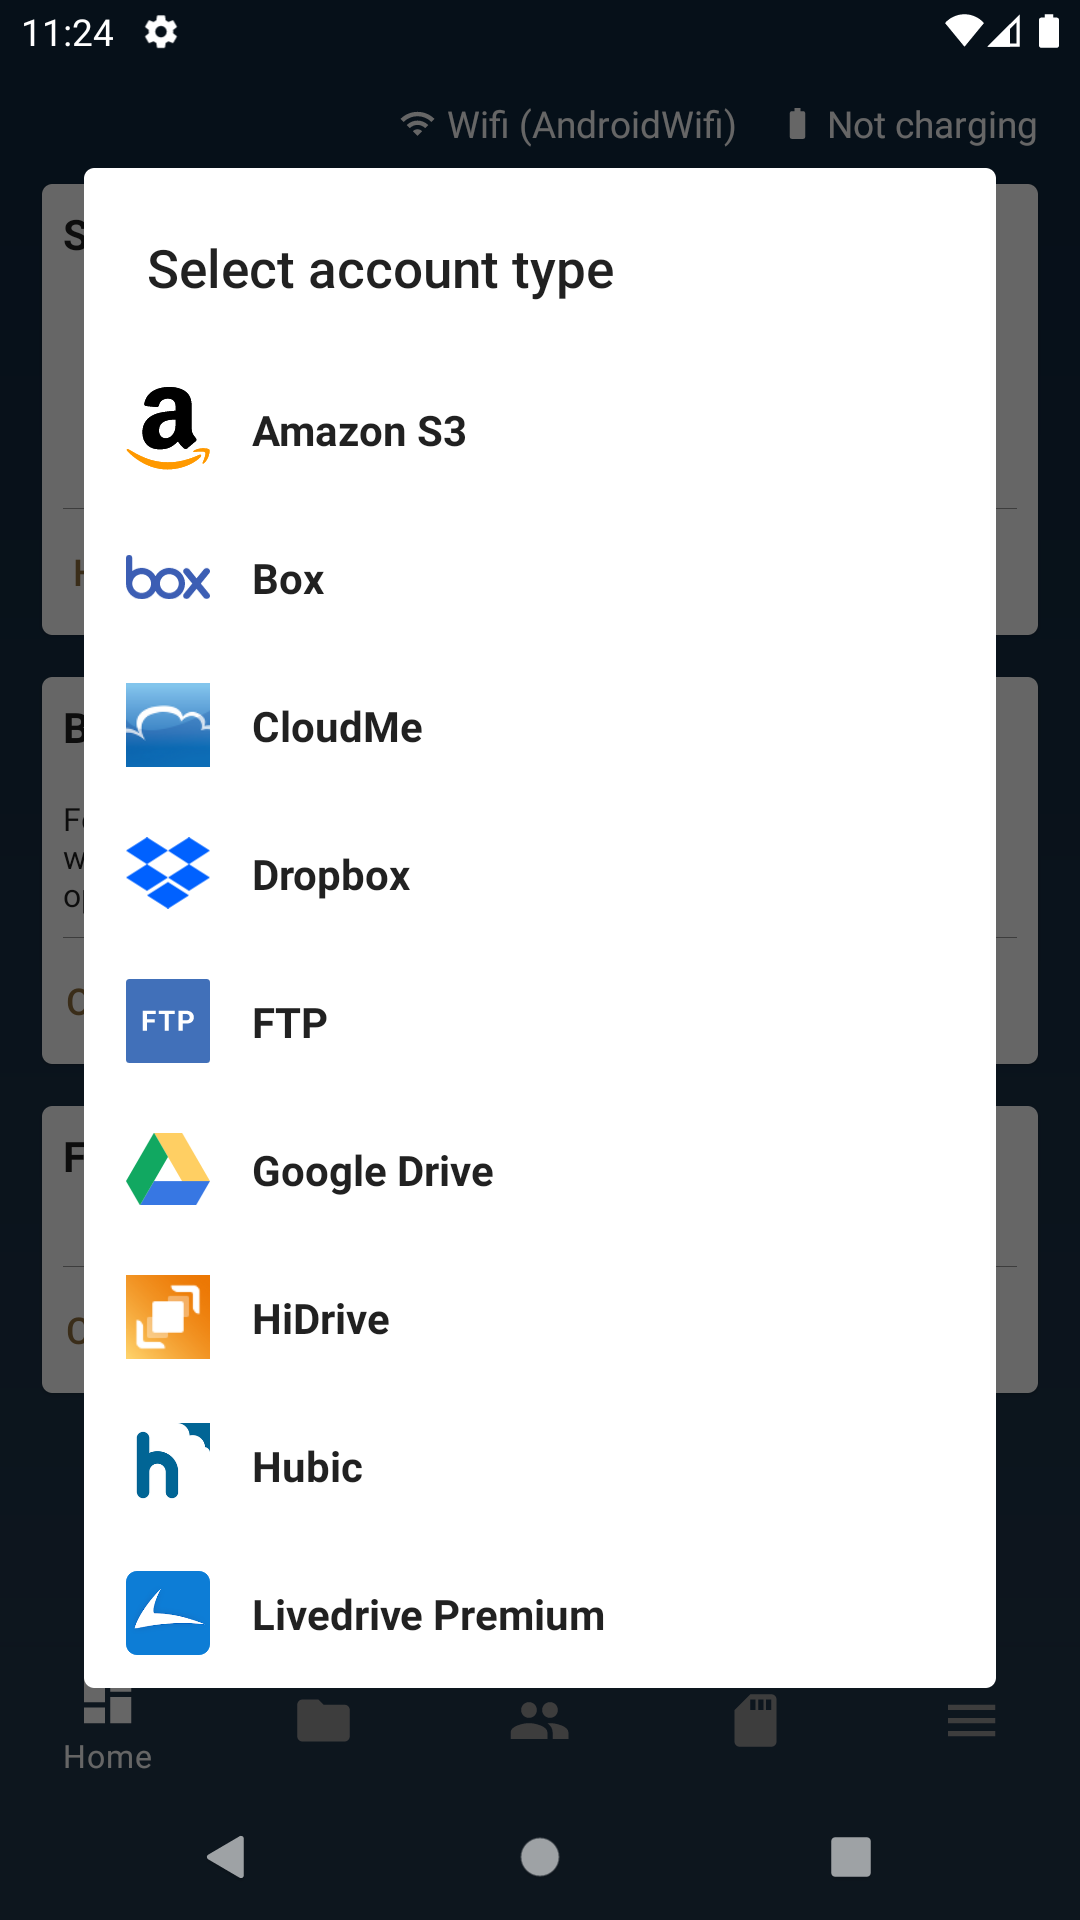 11:24
Wifi (AndroidWifi) Not charging
Select account type
Amazon S3
box Box
CloudMe
Dropbox
FTP FTP
Google Drive
HiDrive
Hubic
Livedrive Premium
Home